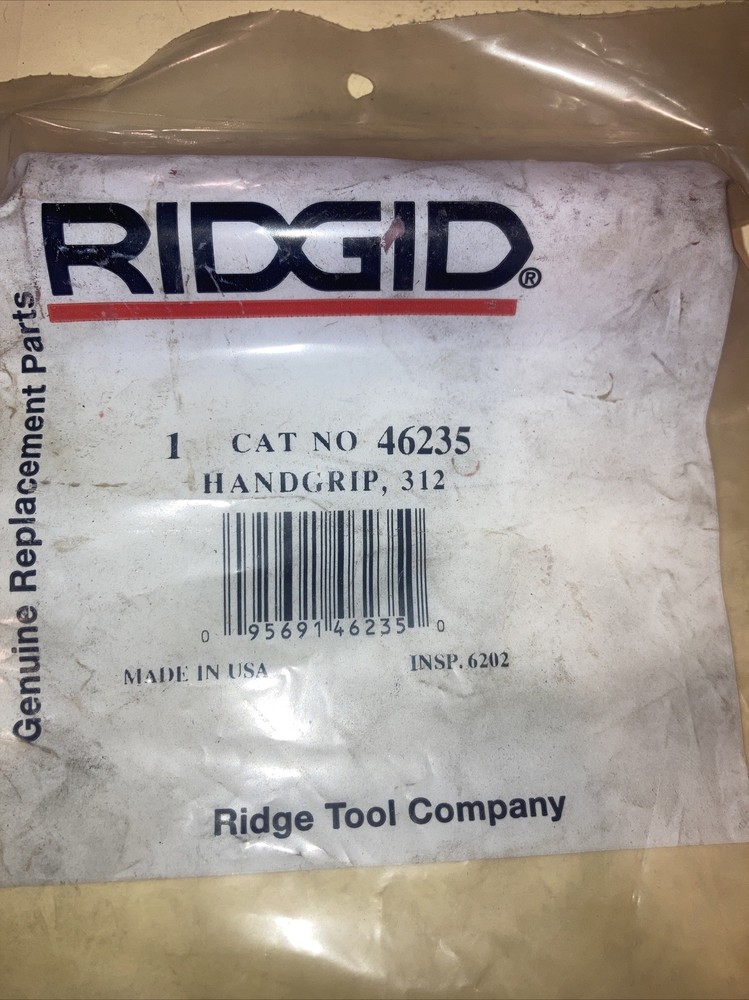 RIDGID®
Genuine Replacement Parts
1 CAT NO 46235
HANDGRIP, 312
0 95691 46235 0
MADE IN USA INSP. 6202
Ridge Tool Company